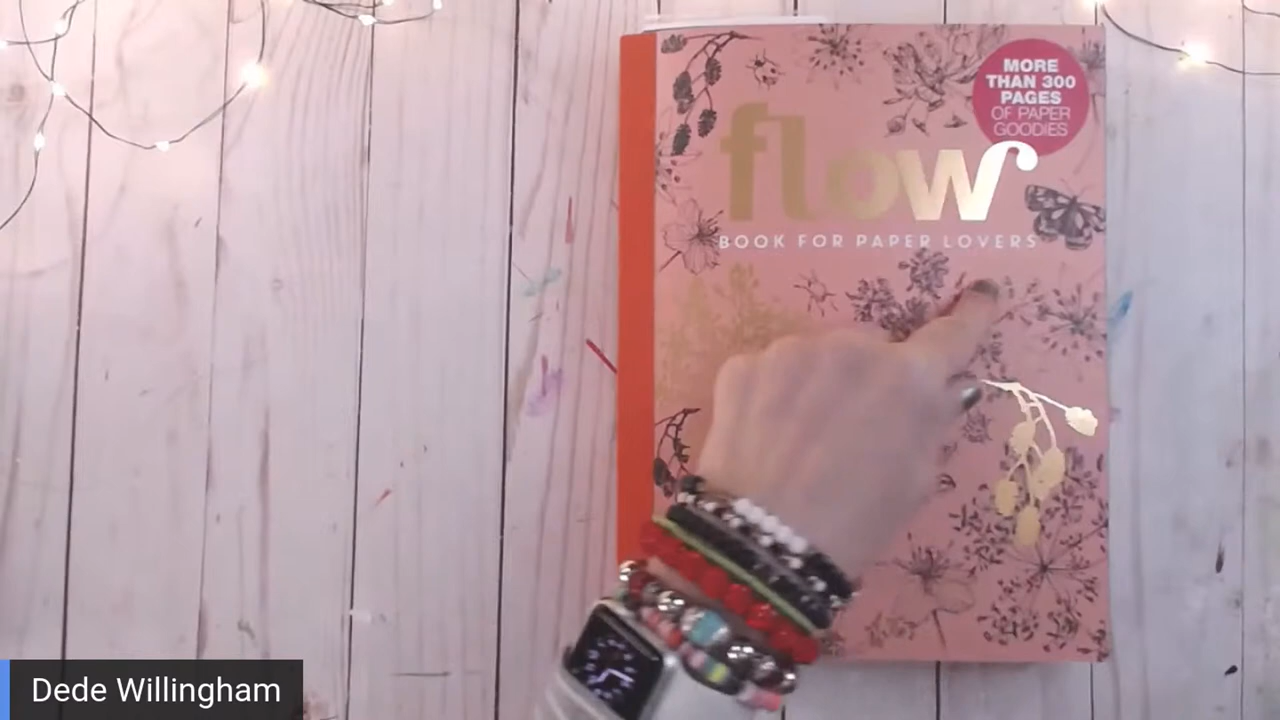 MORE
THAN 300
PAGES
OF PAPER
GOODIES
flow
BOOK FOR PAPER LOVERS
Dede Willingham